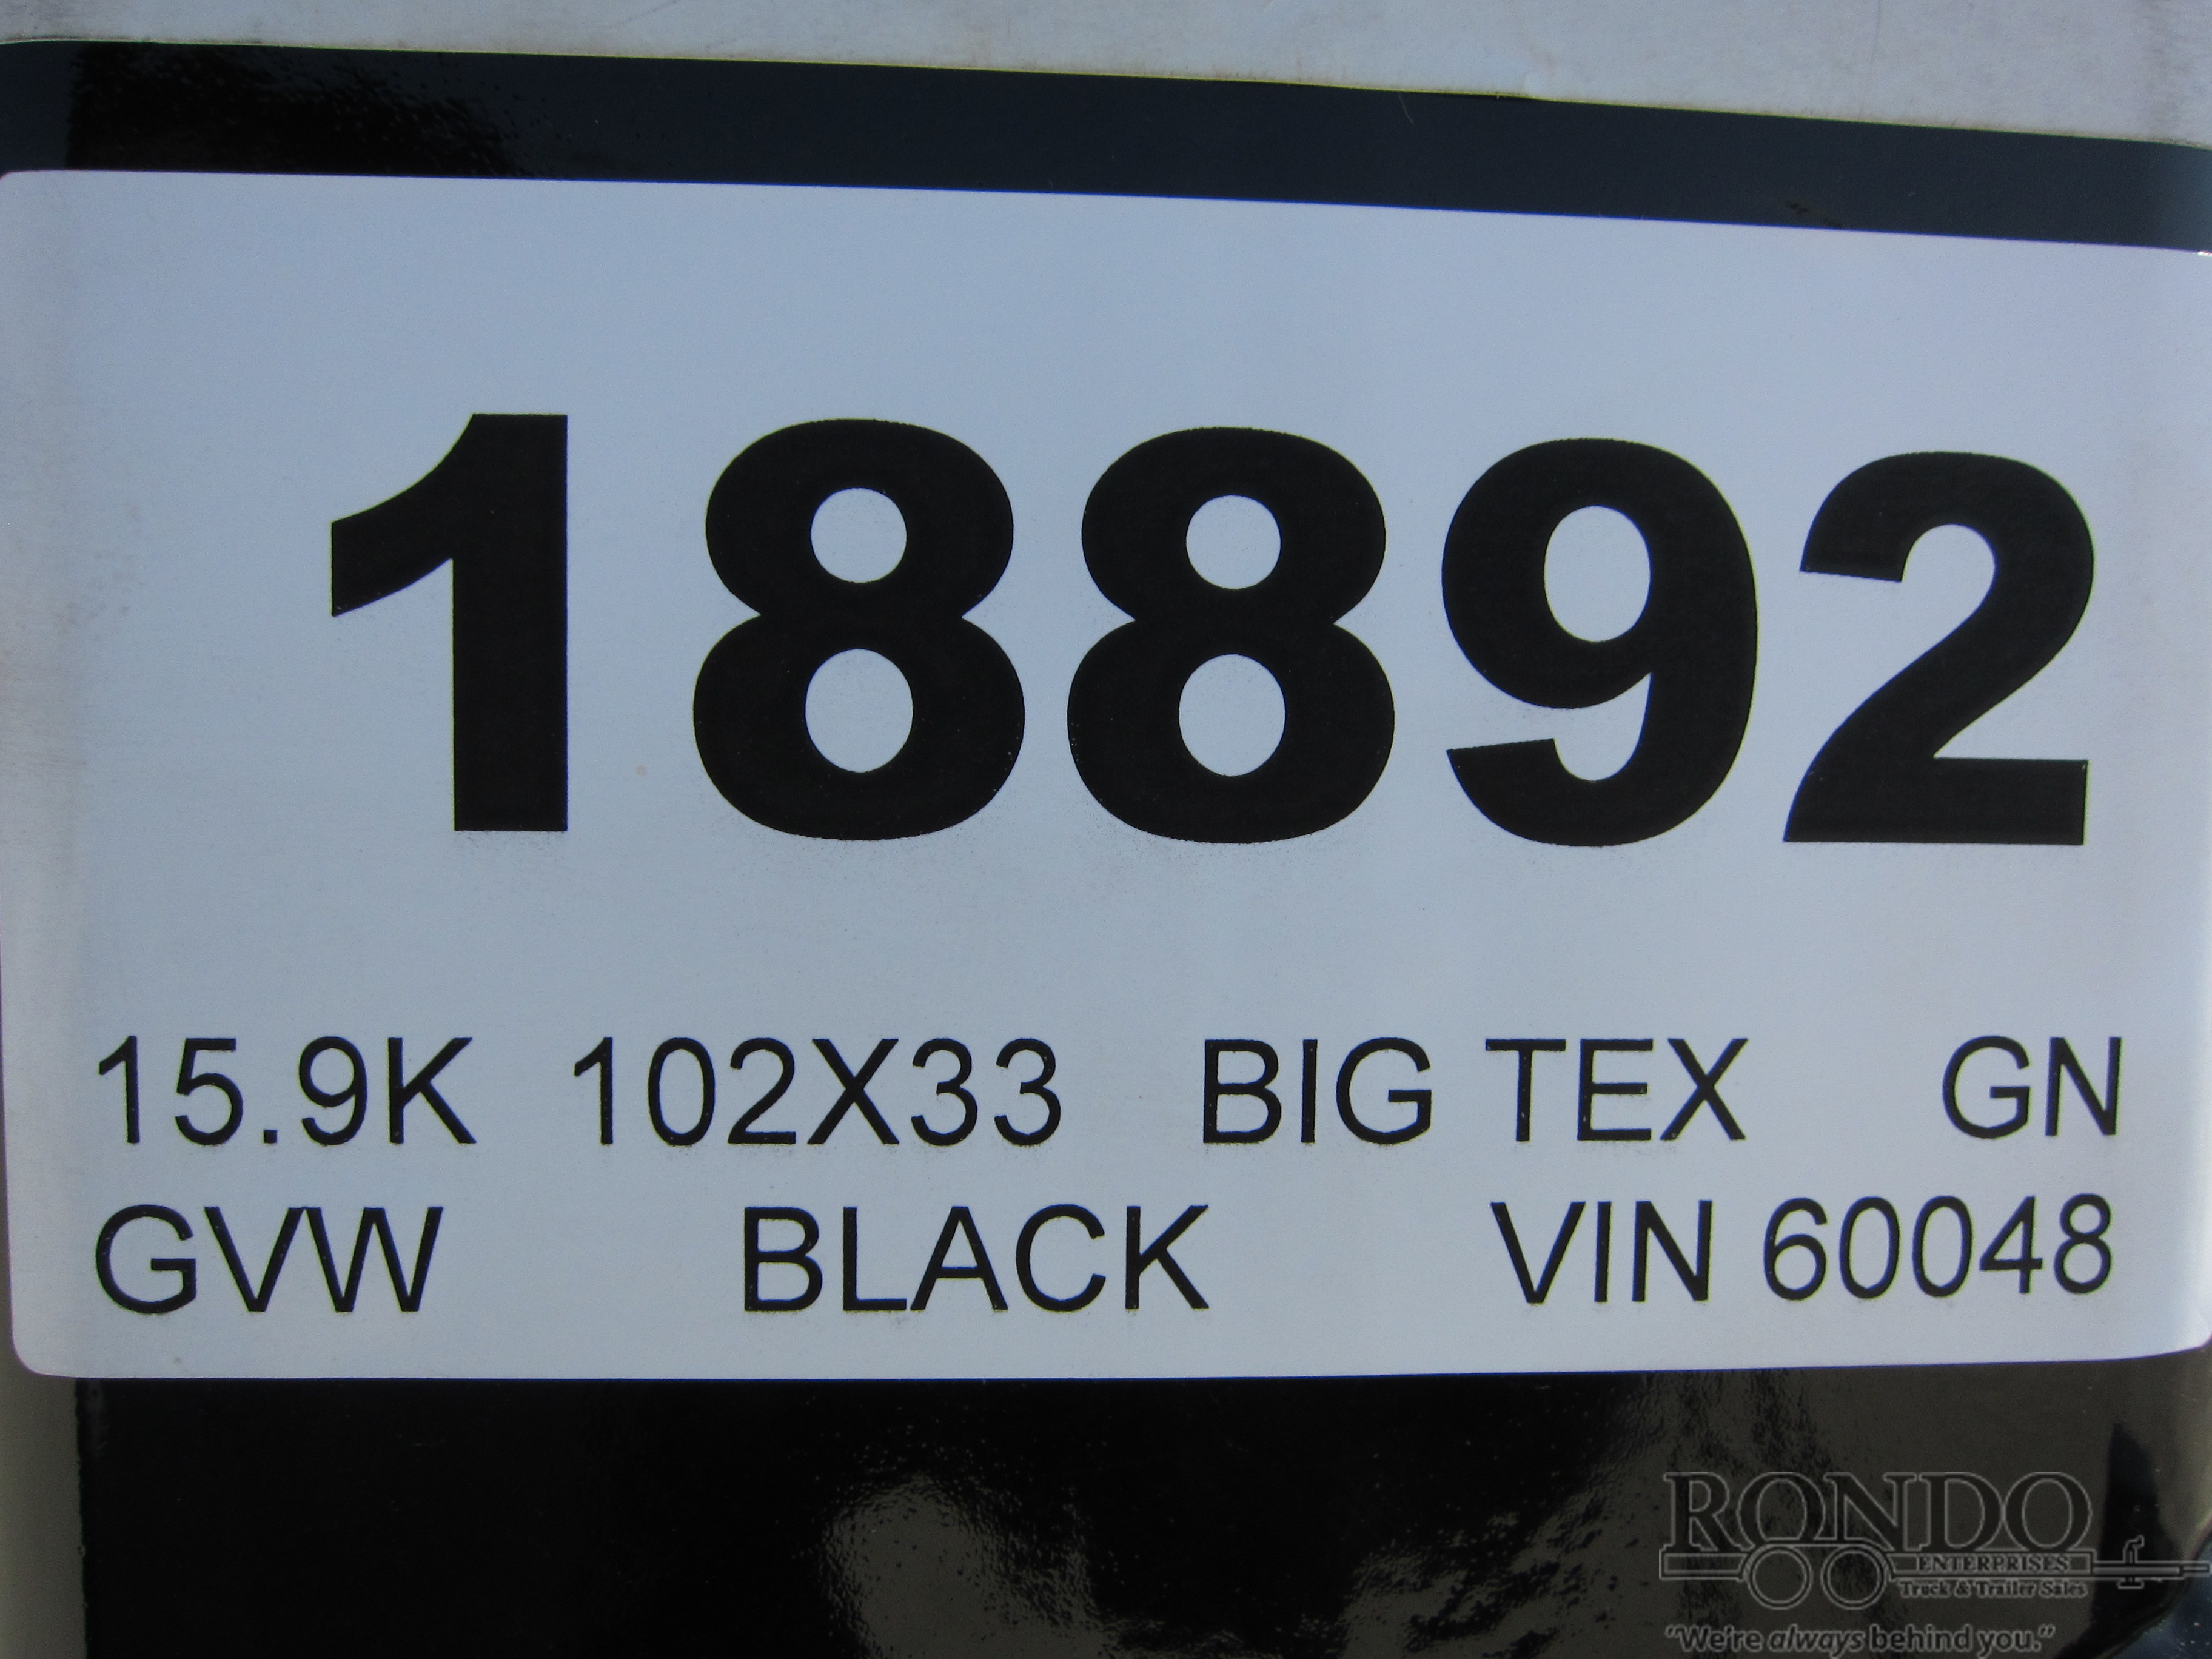 18892
15.9K 102X33 BIG TEX GN
GVW BLACK VIN 60048
RONDO
ENTERPRISES
Truck & Trailer Sales
"We're always behind you."